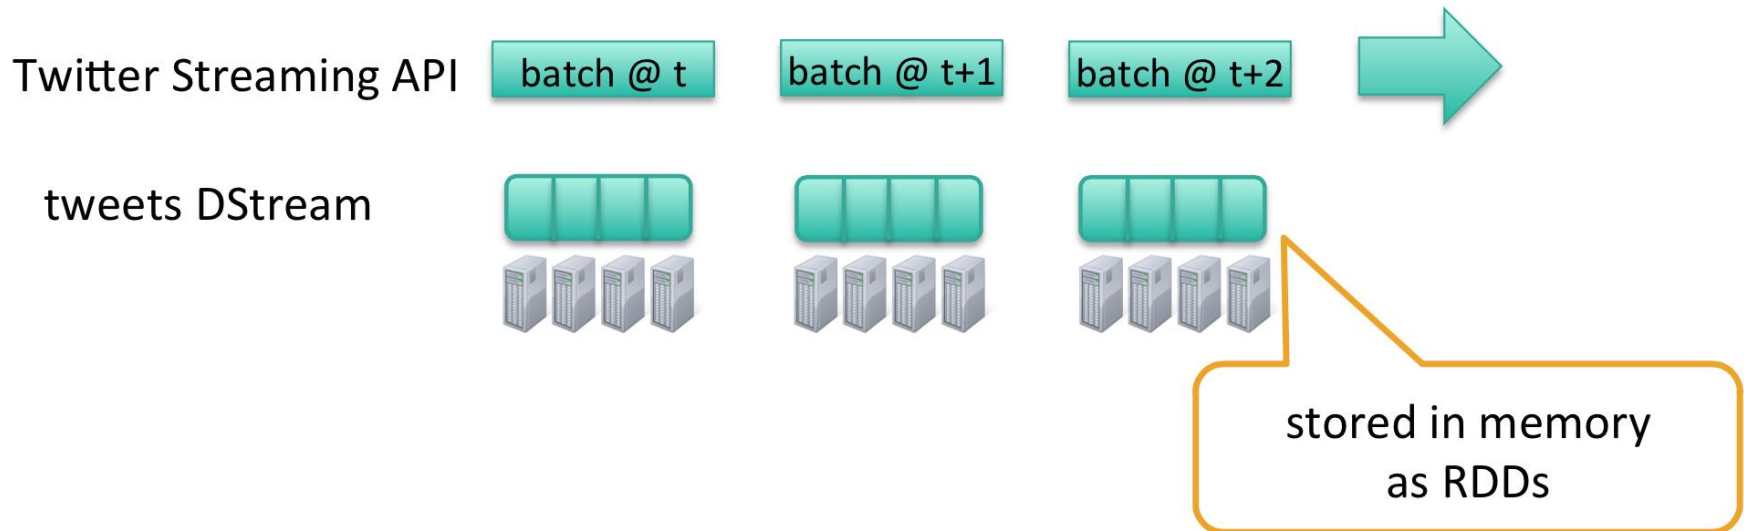 Twitter Streaming API
batch @ t
batch @ t+1
batch @ t+2
tweets DStream
stored in memory
as RDDs